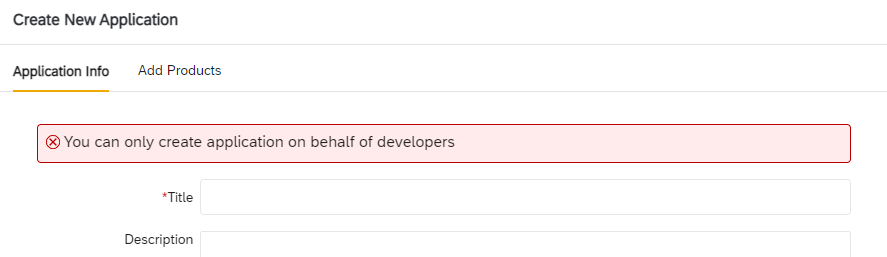 Create New Application
Application Info Add Products
You can only create application on behalf of developers
*Title
Description